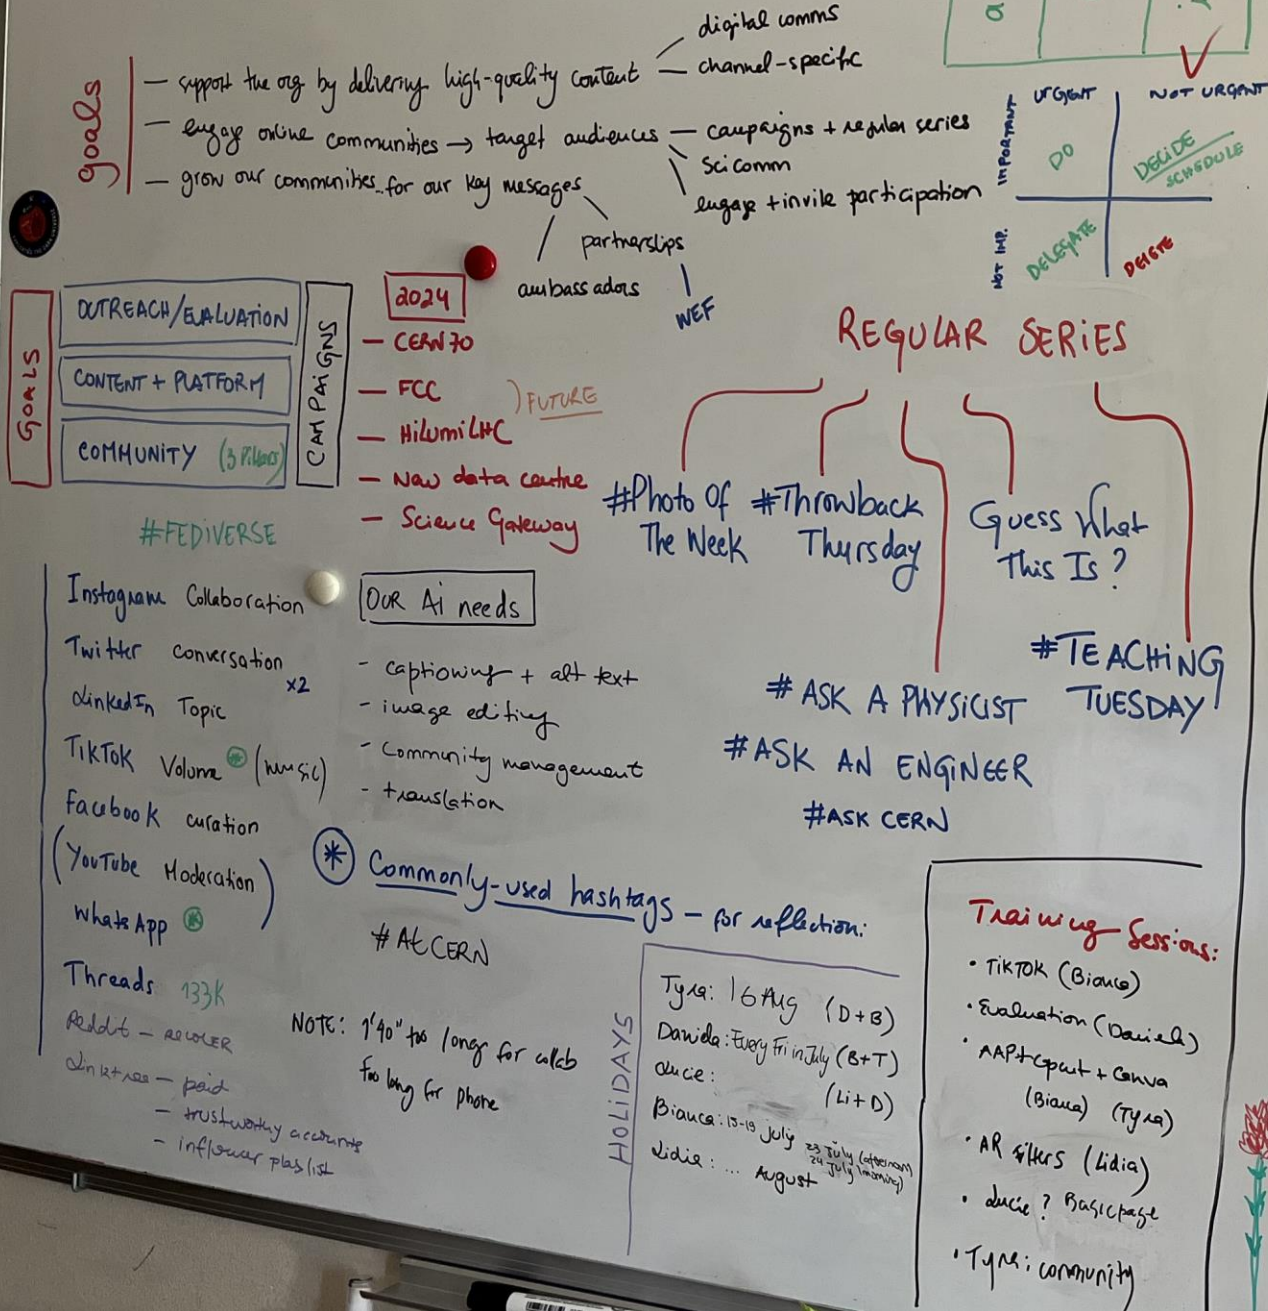 goals
— support the org by delivering high-quality content
digital comms
— channel-specific
— engage online communities → target audiences — campaigns + regular series
sci comm
engage + invite participation
— grow our communities.. for our key messages
partnerslips
WEF
ambassadors
URGENT
NOT URGENT
IMPORTANT
DO
DECIDE
SCHEDULE
NOT IMP.
DELEGATE
DELETE
GOALS
OUTREACH/EVALUATION
CONTENT + PLATFORM
COMMUNITY (3 Pillars)
CAMPAIGNS
2024
— CERN70
— FCC
) FUTURE
— HiLumi LHC
— New data centre
— Science Gateway
REGULAR SERIES
#Photo Of
The Week
#Throwback
Thursday
Guess What
This Is?
#TEACHING
TUESDAY
# ASK A PHYSICIST
#ASK AN ENGINEER
#ASK CERN
#FEDIVERSE
Instagram Collaboration
Twitter conversation
x2
LinkedIn Topic
TikTok Volume * (music)
Facebook curation
(YouTube Moderation)
WhatsApp
Threads 133K
Reddit — recover
Linktree — paid
— trustworthy accounts
OUR Ai needs
- captioning + alt text
- image editing
- Community management
- translation
* Commonly-used hashtags — for reflection:
# AtCERN
NOTE: 1'40" too longs for collab
too long for phone
HOLIDAYS
Tyra: 16 Aug (D+B)
Daniela: Every Fri in July (B+T)
Lucie: (Li+D)
Bianca: 15-19 July
23 July (afternoon)
24 July (morning)
Lidia: ... August
Training Sessions:
• TIKTOK (Bianca)
• Evaluation (Daniela)
• AAP + Capcut + Canva
(Bianca) (Tyra)
• AR filters (Lidia)
• Lucie? Basic page
• Tyra: community